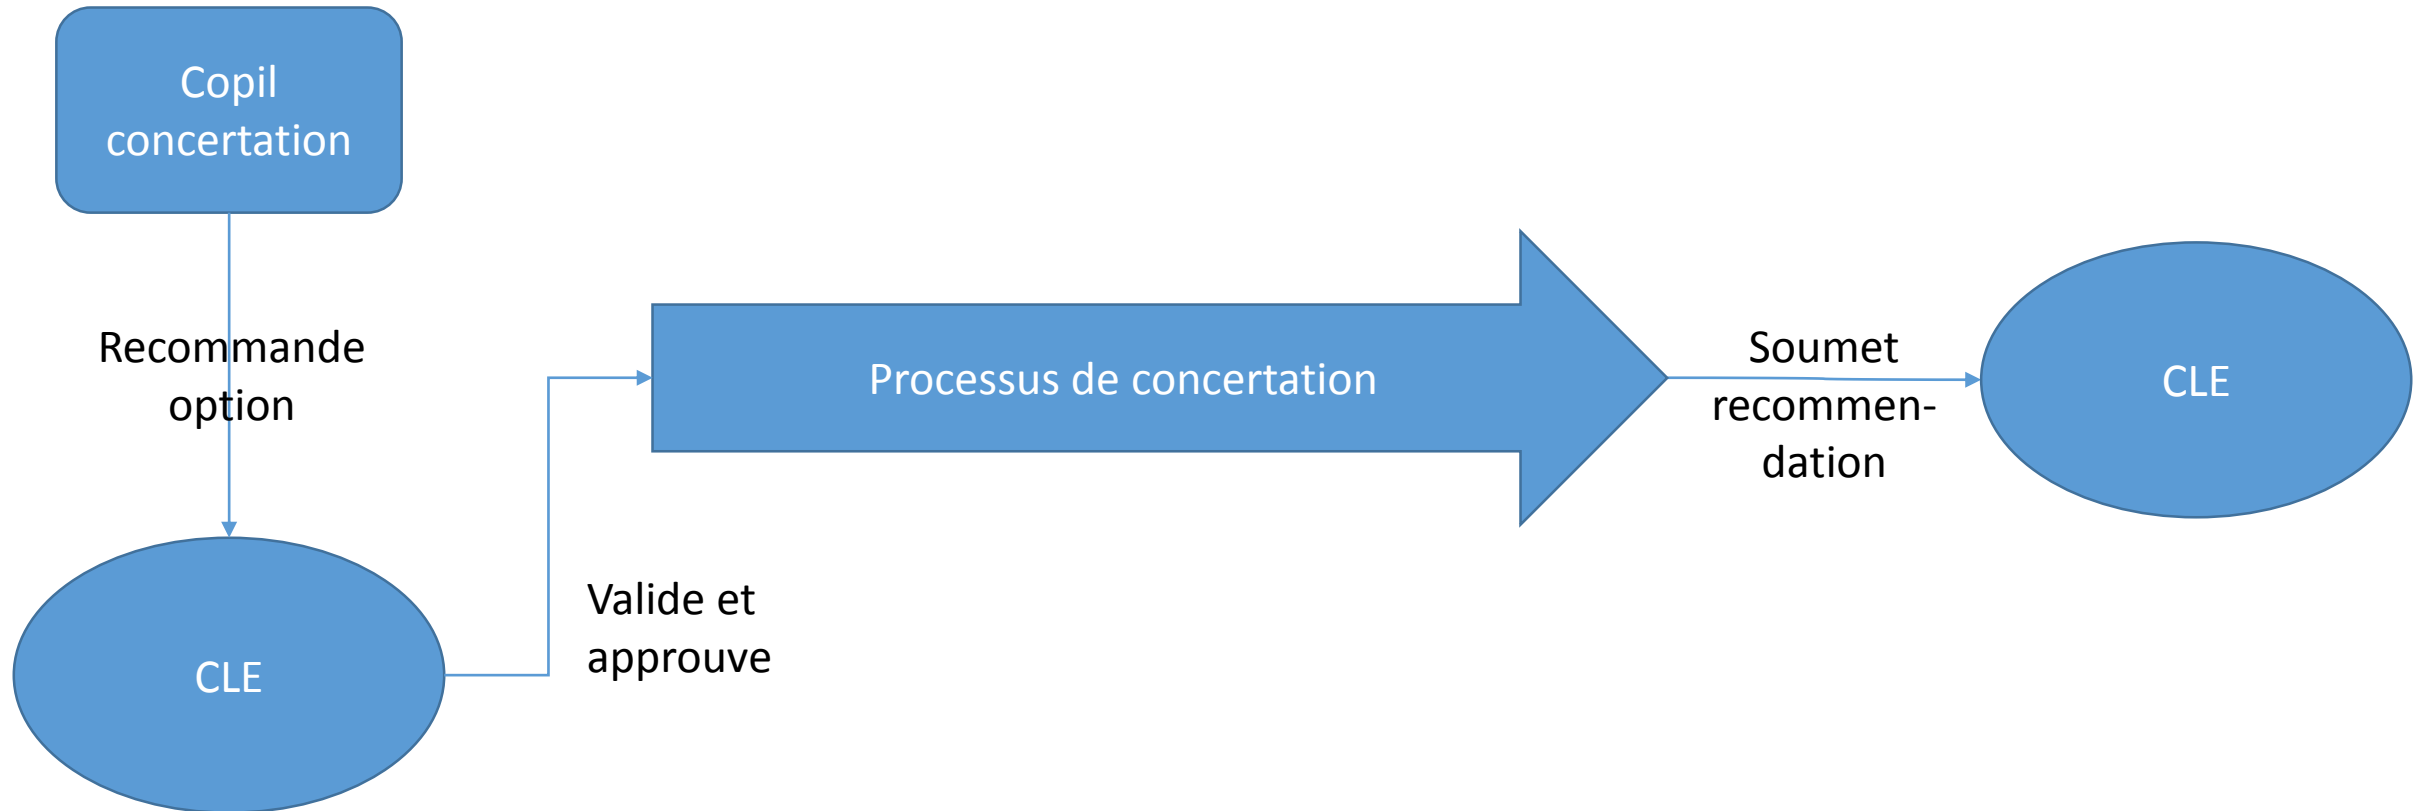 Copil
concertation
Recommande
option
CLE
Valide et
approuve
Processus de concertation
Soumet
recommen-
dation
CLE